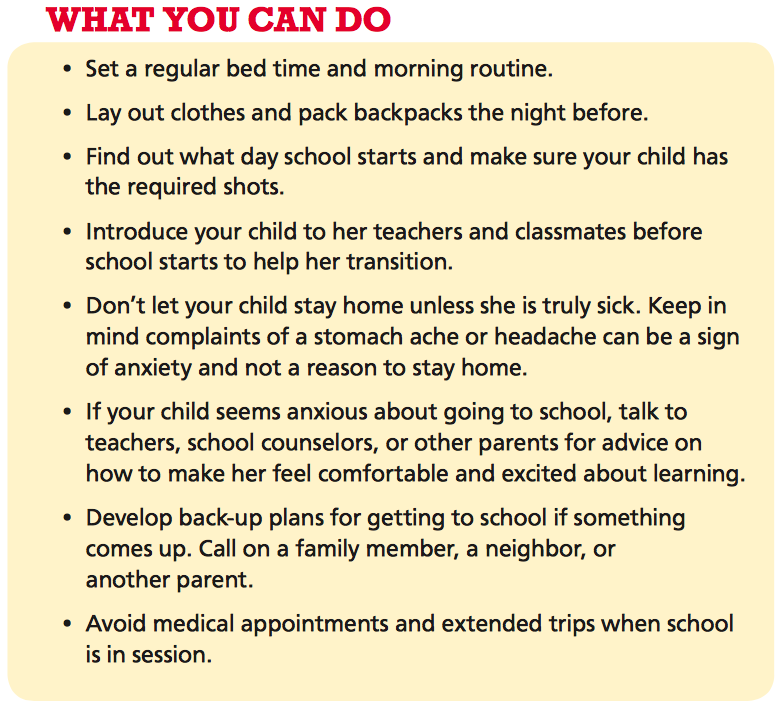 WHAT YOU CAN DO
• Set a regular bed time and morning routine.
• Lay out clothes and pack backpacks the night before.
• Find out what day school starts and make sure your child has
the required shots.
• Introduce your child to her teachers and classmates before
school starts to help her transition.
• Don’t let your child stay home unless she is truly sick. Keep in
mind complaints of a stomach ache or headache can be a sign
of anxiety and not a reason to stay home.
• If your child seems anxious about going to school, talk to
teachers, school counselors, or other parents for advice on
how to make her feel comfortable and excited about learning.
• Develop back-up plans for getting to school if something
comes up. Call on a family member, a neighbor, or
another parent.
• Avoid medical appointments and extended trips when school
is in session.